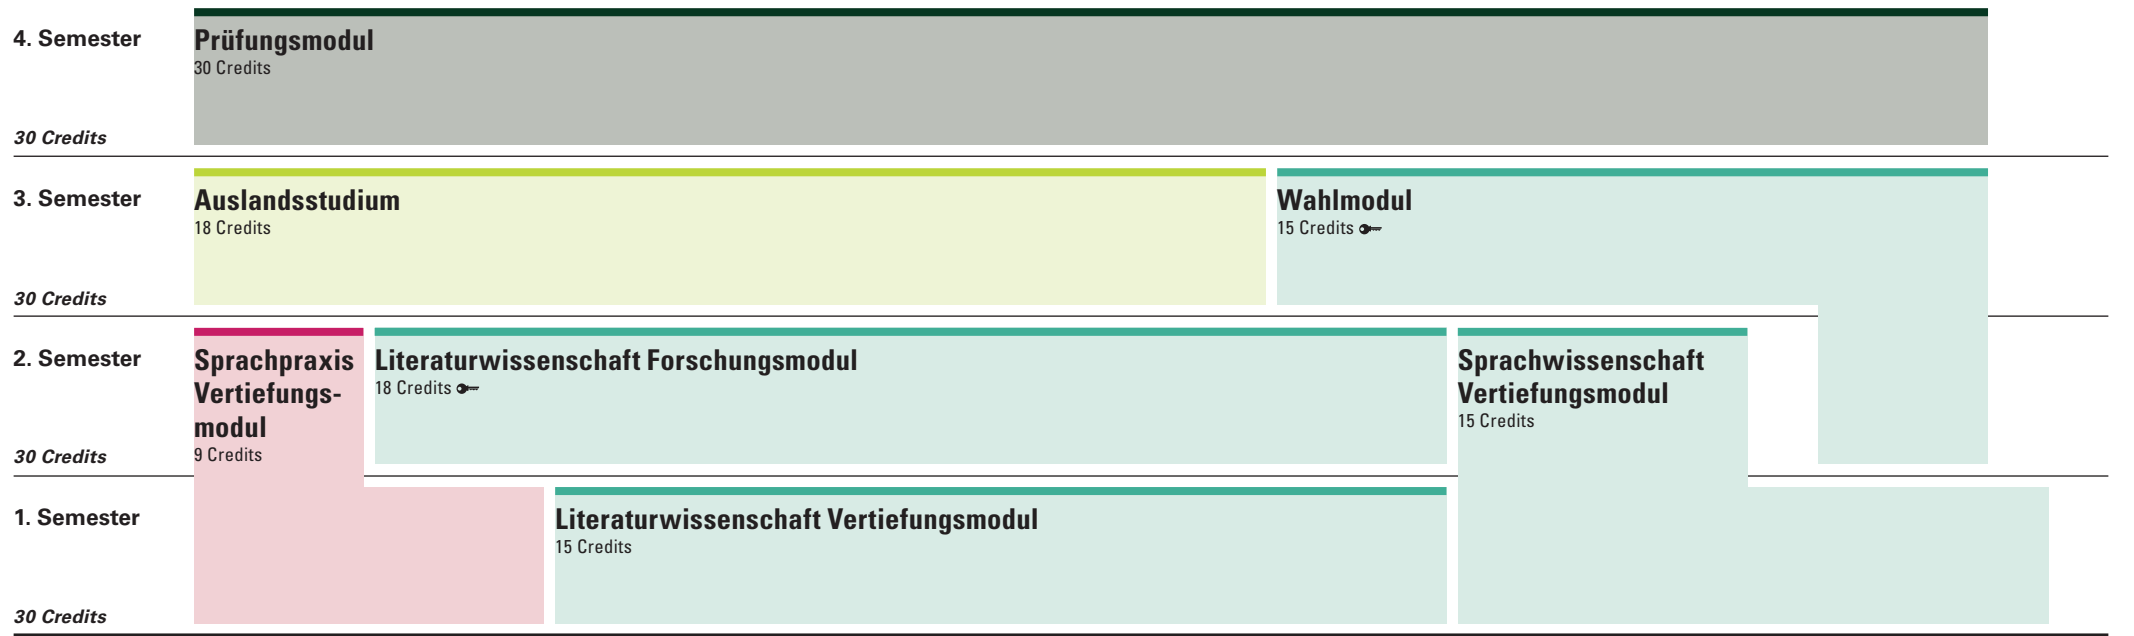 4. Semester
Prüfungsmodul
30 Credits
30 Credits
3. Semester
Auslandsstudium
18 Credits
Wahlmodul
15 Credits
30 Credits
2. Semester
Sprachpraxis
Vertiefungs-
modul
9 Credits
Literaturwissenschaft Forschungsmodul
18 Credits
Sprachwissenschaft
Vertiefungsmodul
15 Credits
30 Credits
1. Semester
Literaturwissenschaft Vertiefungsmodul
15 Credits
30 Credits